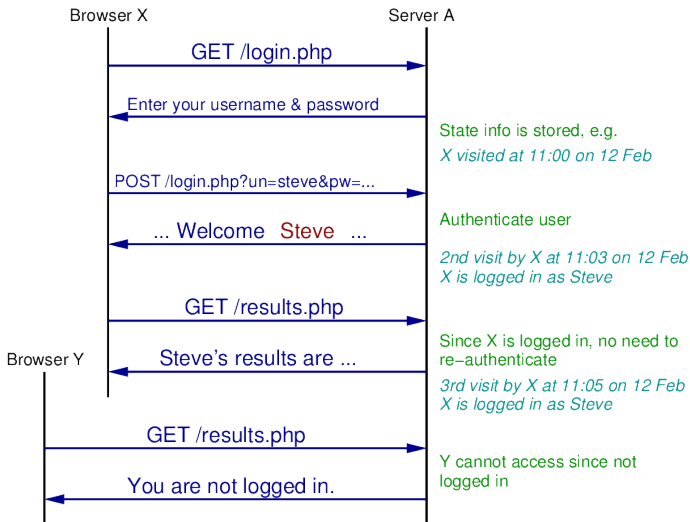 Browser X
Server A
GET /login.php
Enter your username & password
State info is stored, e.g.
X visited at 11:00 on 12 Feb
POST /login.php?un=steve&pw=...
Authenticate user
... Welcome Steve ...
2nd visit by X at 11:03 on 12 Feb
X is logged in as Steve
GET /results.php
Since X is logged in, no need to
re−authenticate
Steve's results are ...
Browser Y
3rd visit by X at 11:05 on 12 Feb
X is logged in as Steve
GET /results.php
Y cannot access since not
logged in
You are not logged in.